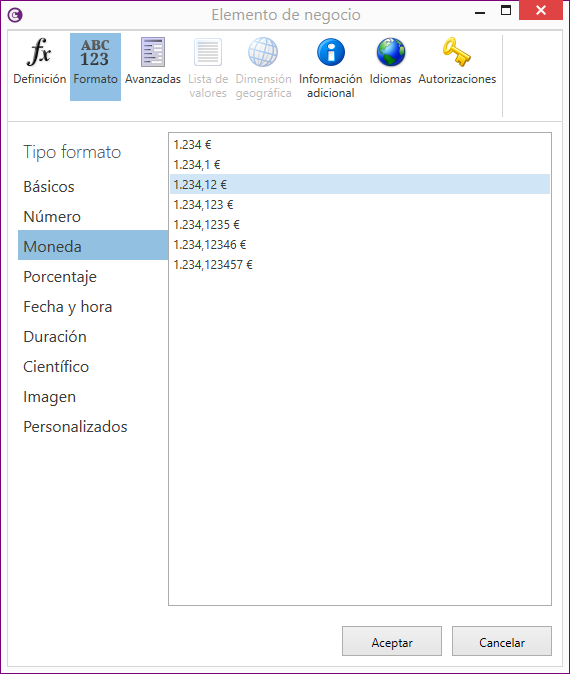 Elemento de negocio
fx
ABC
123
Definición
Formato
Avanzadas
Lista de
valores
Dimensión
geográfica
Información
adicional
Idiomas
Autorizaciones
Tipo formato
Básicos
Número
Moneda
Porcentaje
Fecha y hora
Duración
Científico
Imagen
Personalizados
1.234 €
1.234,1 €
1.234,12 €
1.234,123 €
1.234,1235 €
1.234,12346 €
1.234,123457 €
Aceptar
Cancelar